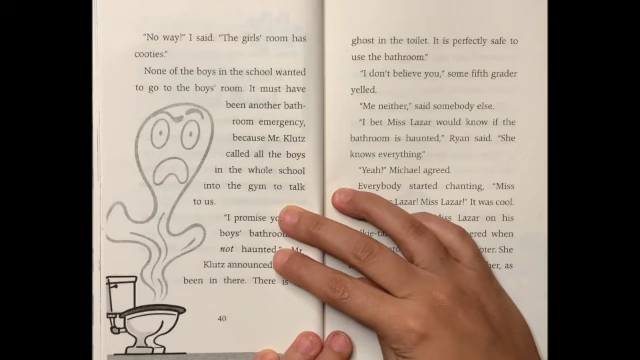 "No way!" I said. "The girls' room has
cooties."
None of the boys in the school wanted
to go to the boys' room. It must have
been another bath-
room emergency,
because Mr. Klutz
called all the boys
in the whole school
into the gym to talk
to us.
"I promise
boys'
not haunted,"
Klutz announced
been in there. There is
40
ghost in the toilet. It is perfectly safe to
use the bathroom."
"I don't believe you," some fifth grader
yelled.
"Me neither," said somebody else.
"I bet Miss Lazar would know if the
bathroom is haunted," Ryan said. "She
knows everything."
"Yeah!" Michael agreed.
Everybody started chanting, "Miss
Lazar! Miss Lazar!" It was cool.
Lazar on his
when
She
as